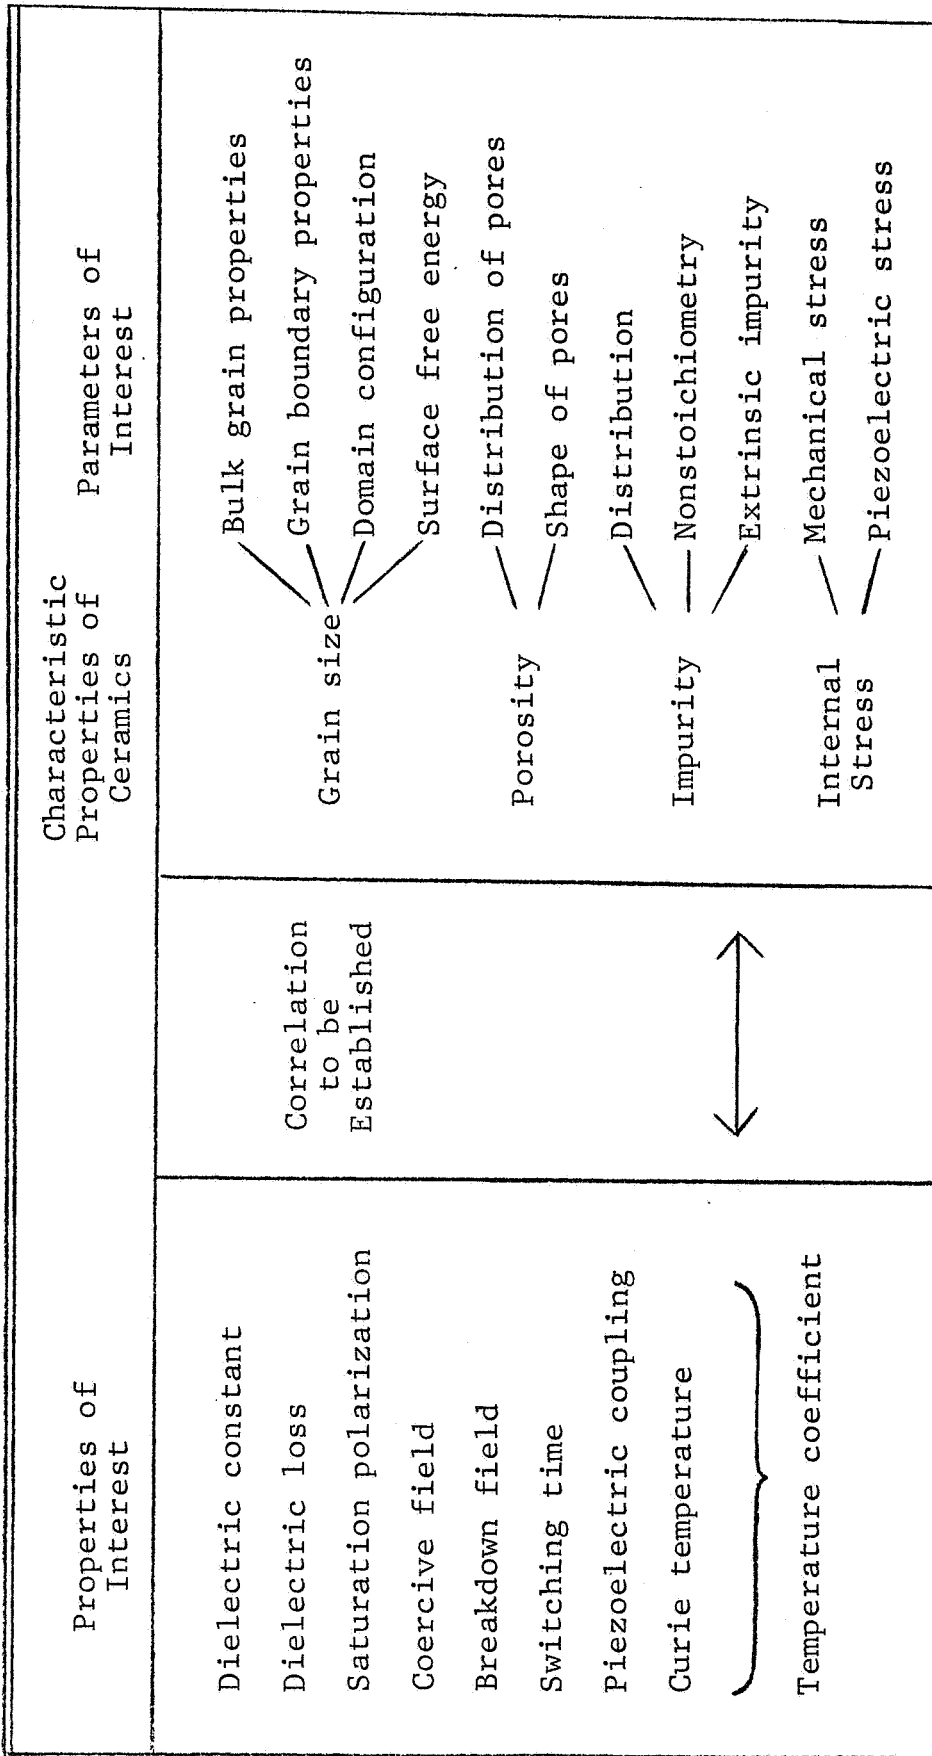 Properties of
Interest
Characteristic
Properties of
Ceramics
Parameters of
Interest
Dielectric constant
Dielectric loss
Saturation polarization
Coercive field
Breakdown field
Switching time
Piezoelectric coupling
Curie temperature
Temperature coefficient
Correlation
to be
Established
Grain size
Bulk grain properties
Grain boundary properties
Domain configuration
Surface free energy
Porosity
Distribution of pores
Shape of pores
Impurity
Distribution
Nonstoichiometry
Extrinsic impurity
Internal
Stress
Mechanical stress
Piezoelectric stress